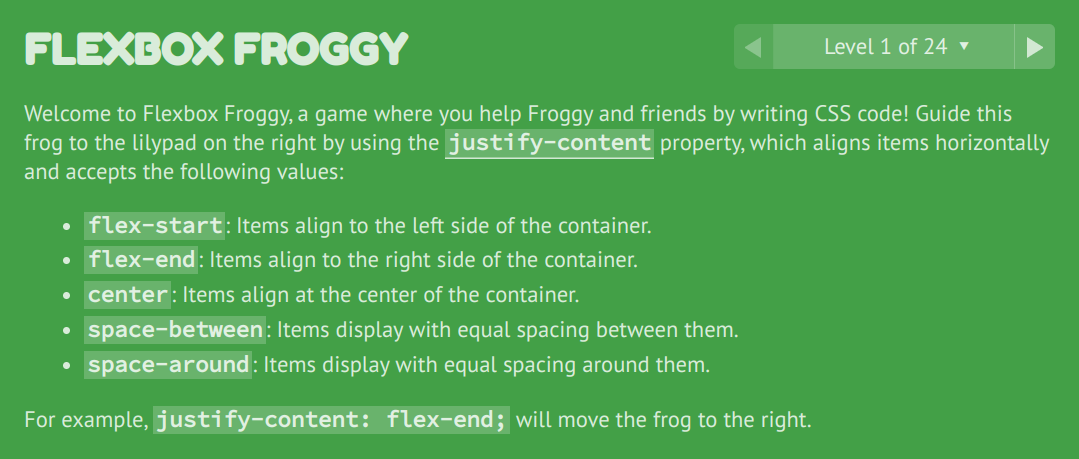 FLEXBOX FROGGY
Level 1 of 24
Welcome to Flexbox Froggy, a game where you help Froggy and friends by writing CSS code! Guide this
frog to the lilypad on the right by using the justify-content property, which aligns items horizontally
and accepts the following values:
• flex-start: Items align to the left side of the container.
• flex-end: Items align to the right side of the container.
• center: Items align at the center of the container.
• space-between: Items display with equal spacing between them.
• space-around: Items display with equal spacing around them.
For example, justify-content: flex-end; will move the frog to the right.